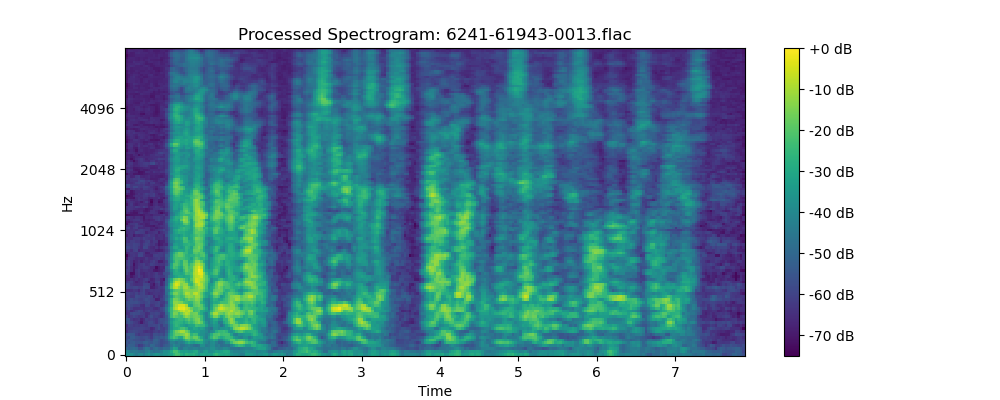 Processed Spectrogram: 6241-61943-0013.flac
Hz
4096
2048
1024
512
0
0 1 2 3 4 5 6 7
Time
+0 dB
-10 dB
-20 dB
-30 dB
-40 dB
-50 dB
-60 dB
-70 dB